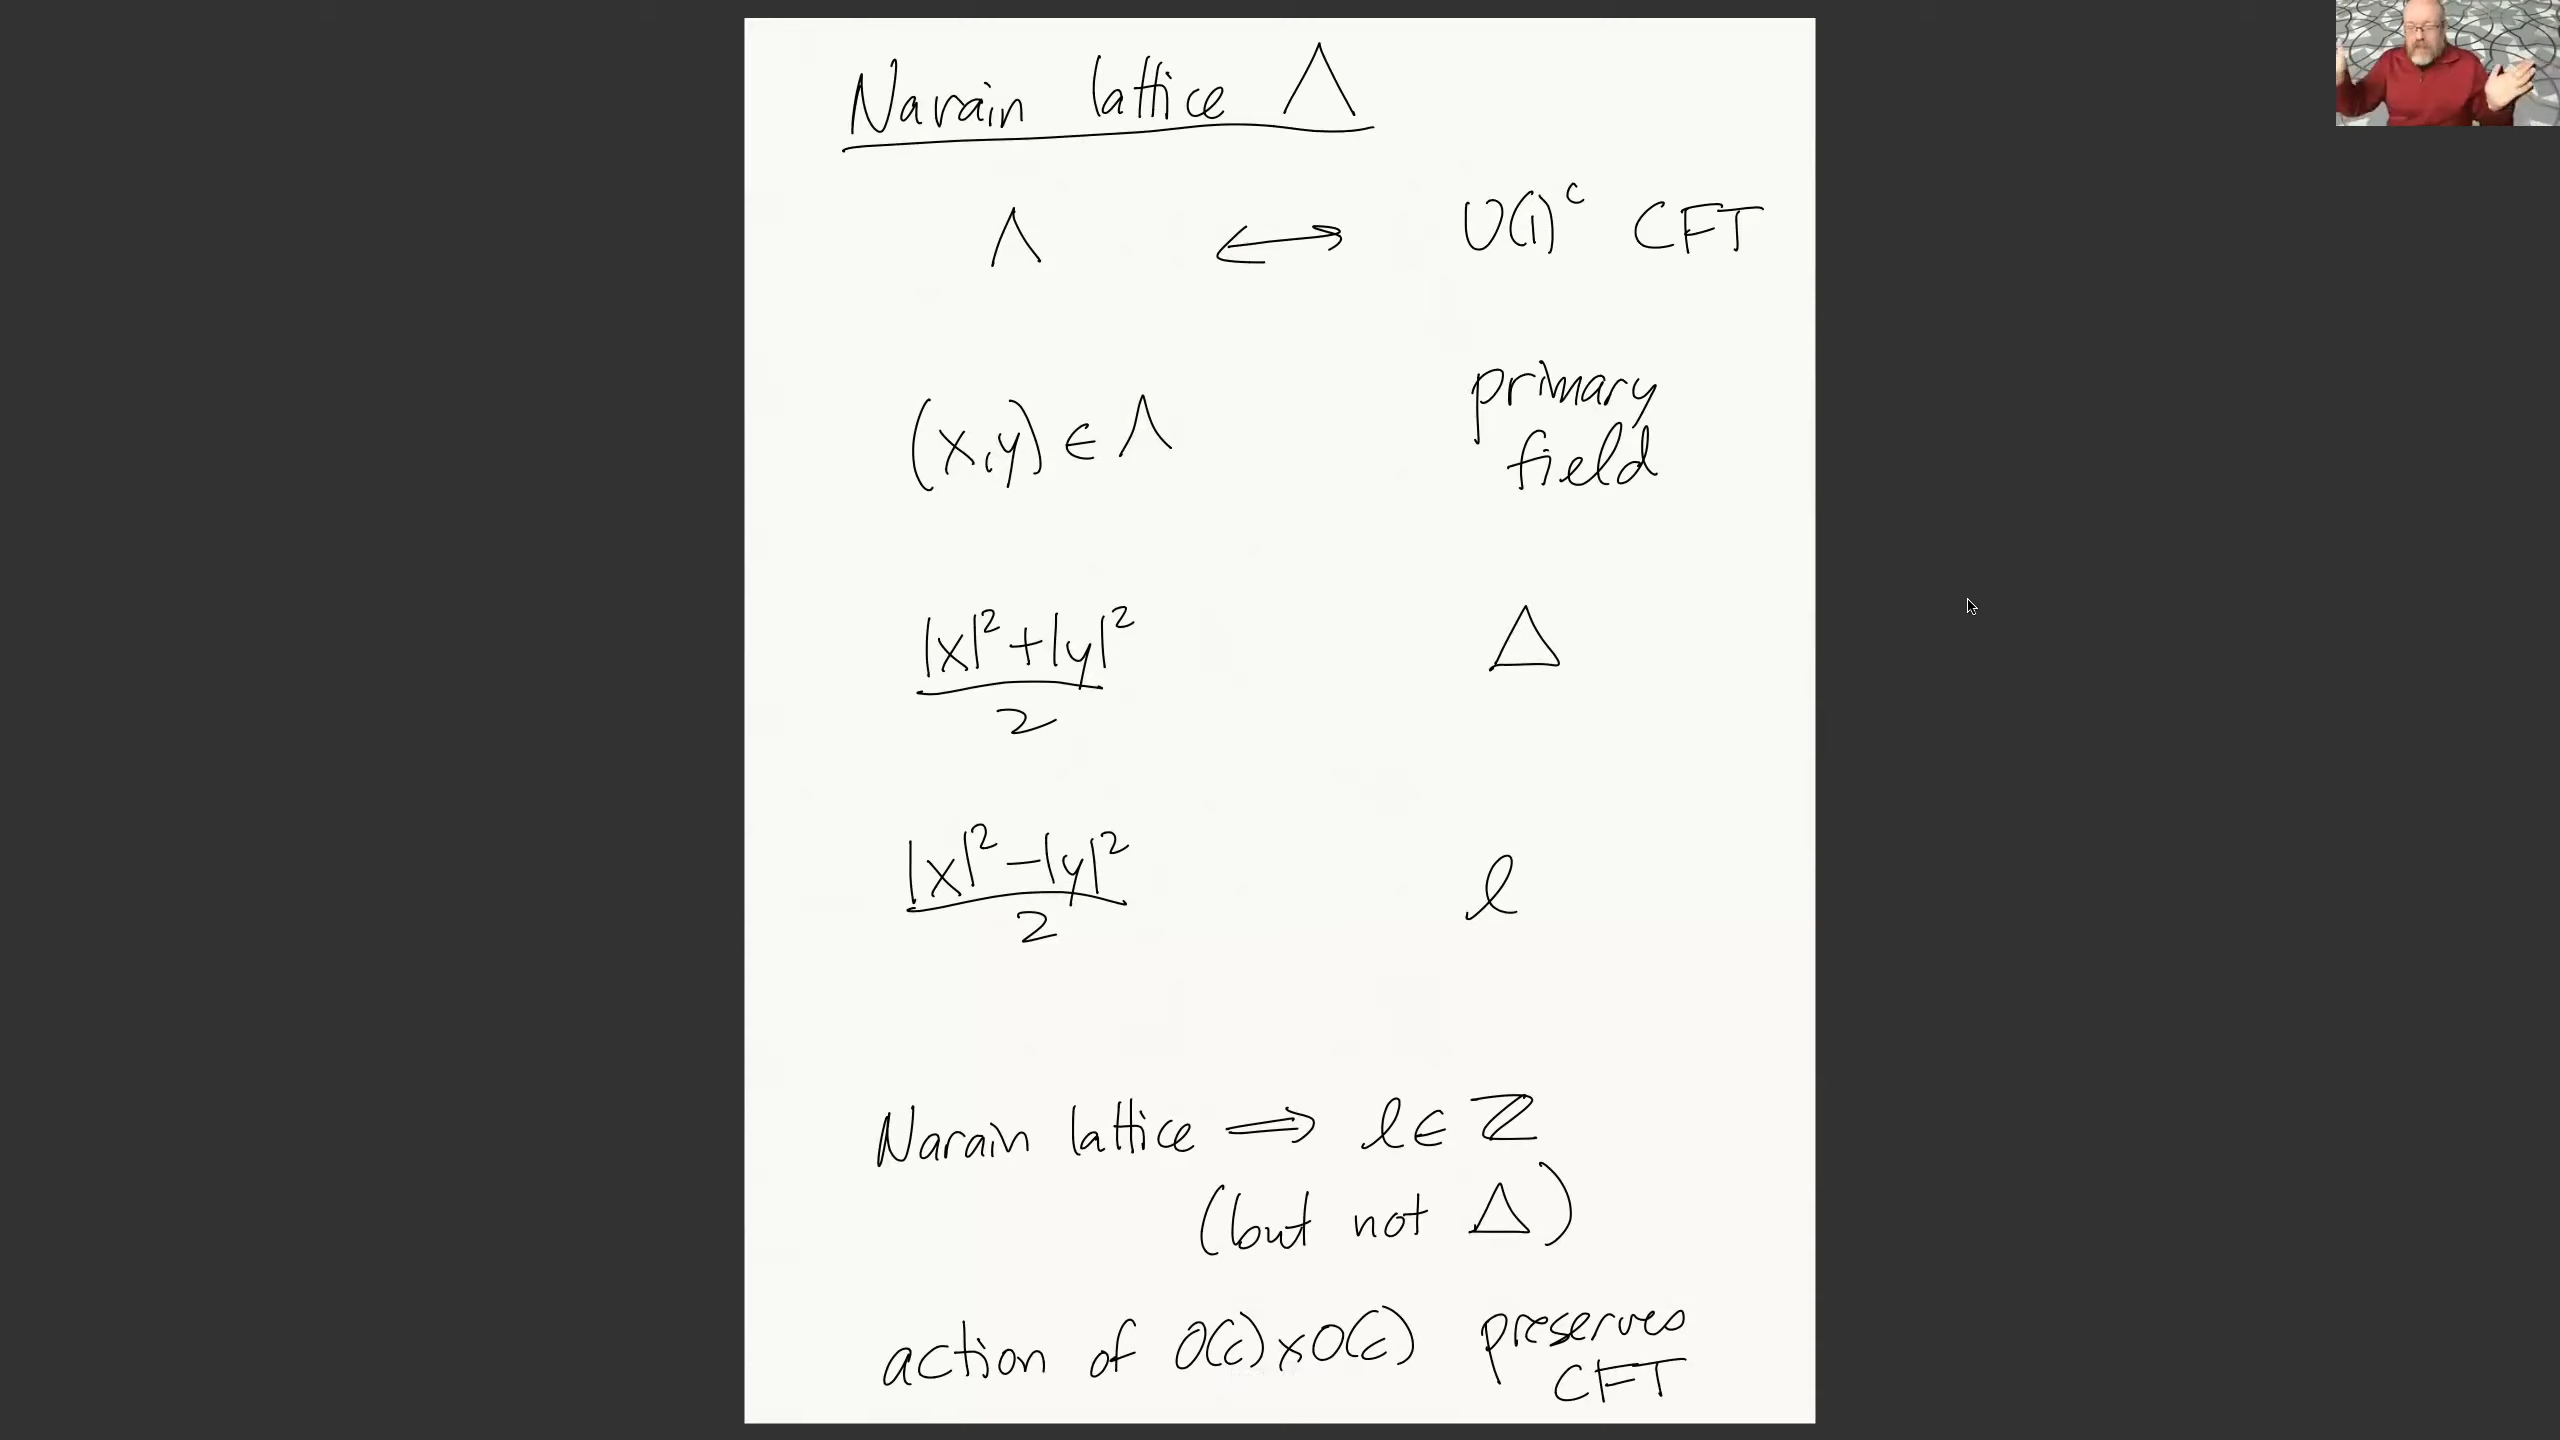 Narain lattice Λ
Λ ⟷ U(1)^c CFT
(x,y) ∈ Λ primary field
(|x|²+|y|²)/2 Δ
(|x|²−|y|²)/2 ℓ
Narain lattice ⟹ ℓ ∈ ℤ
(but not Δ)
action of O(c)×O(c) preserves CFT